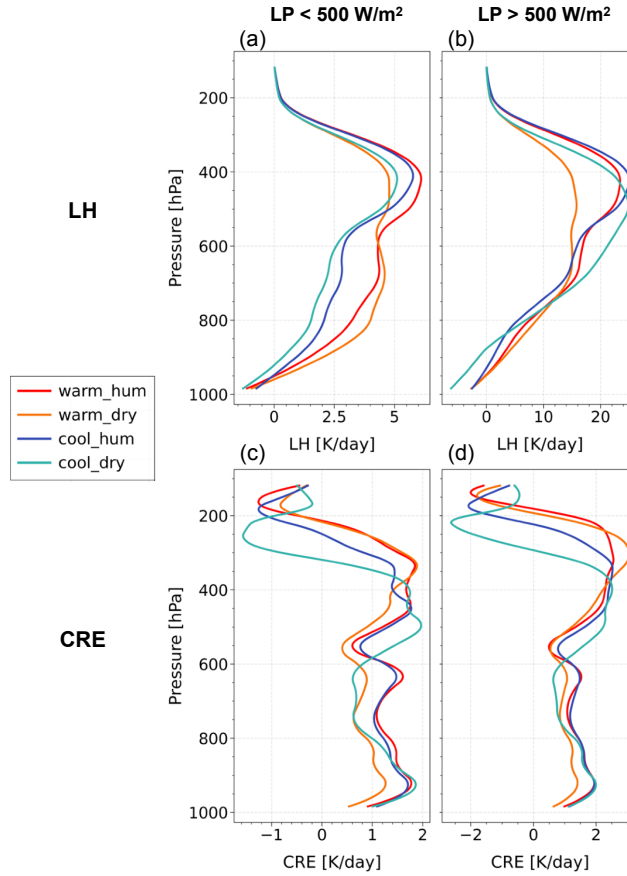 LP < 500 W/m²
LP > 500 W/m²
(a)
(b)
LH
Pressure [hPa]
200
400
600
800
1000
0
2.5
5
LH [K/day]
0
10
20
LH [K/day]
warm_hum
warm_dry
cool_hum
cool_dry
(c)
(d)
CRE
Pressure [hPa]
200
400
600
800
1000
−1
0
1
2
CRE [K/day]
−2
0
2
CRE [K/day]